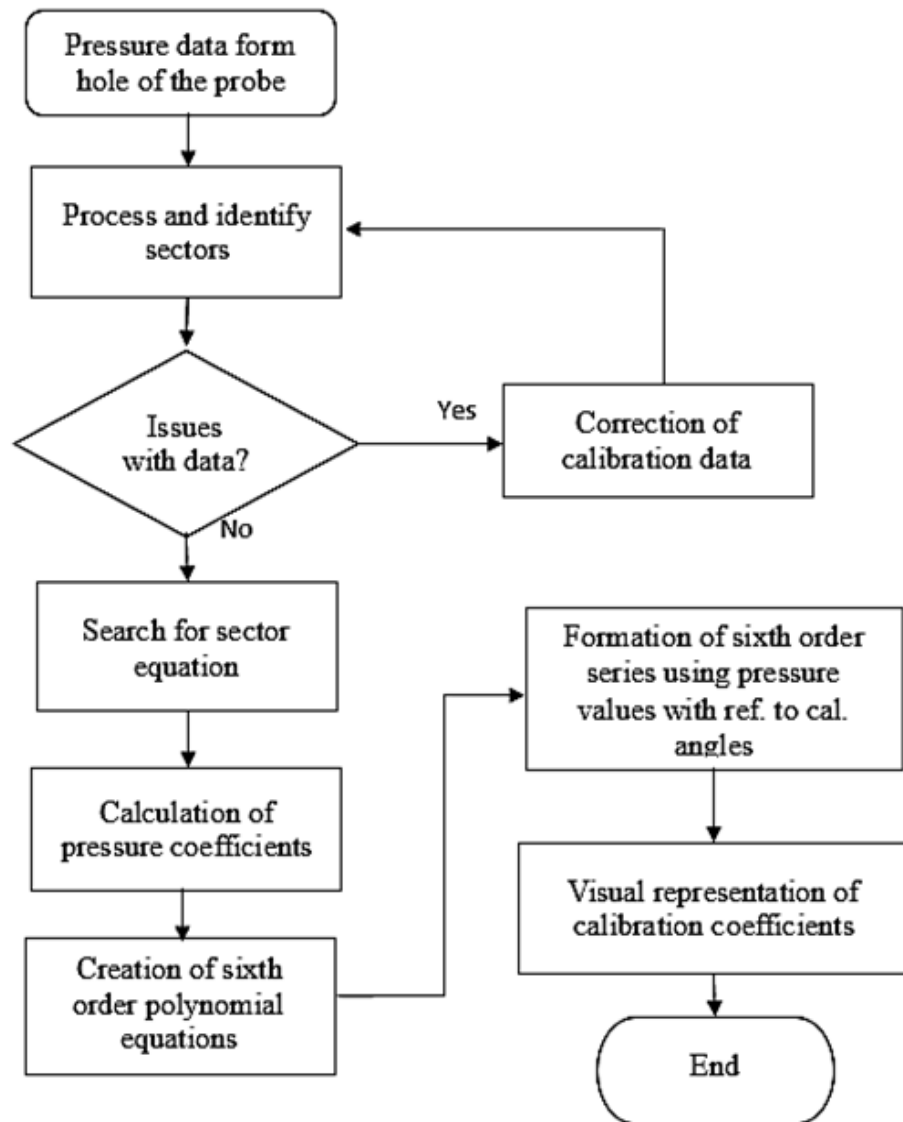 Pressure data form
hole of the probe
Process and identify
sectors
Issues
with data?
Yes
Correction of
calibration data
No
Search for sector
equation
Calculation of
pressure coefficients
Creation of sixth
order polynomial
equations
Formation of sixth order
series using pressure
values with ref. to cal.
angles
Visual representation of
calibration coefficients
End